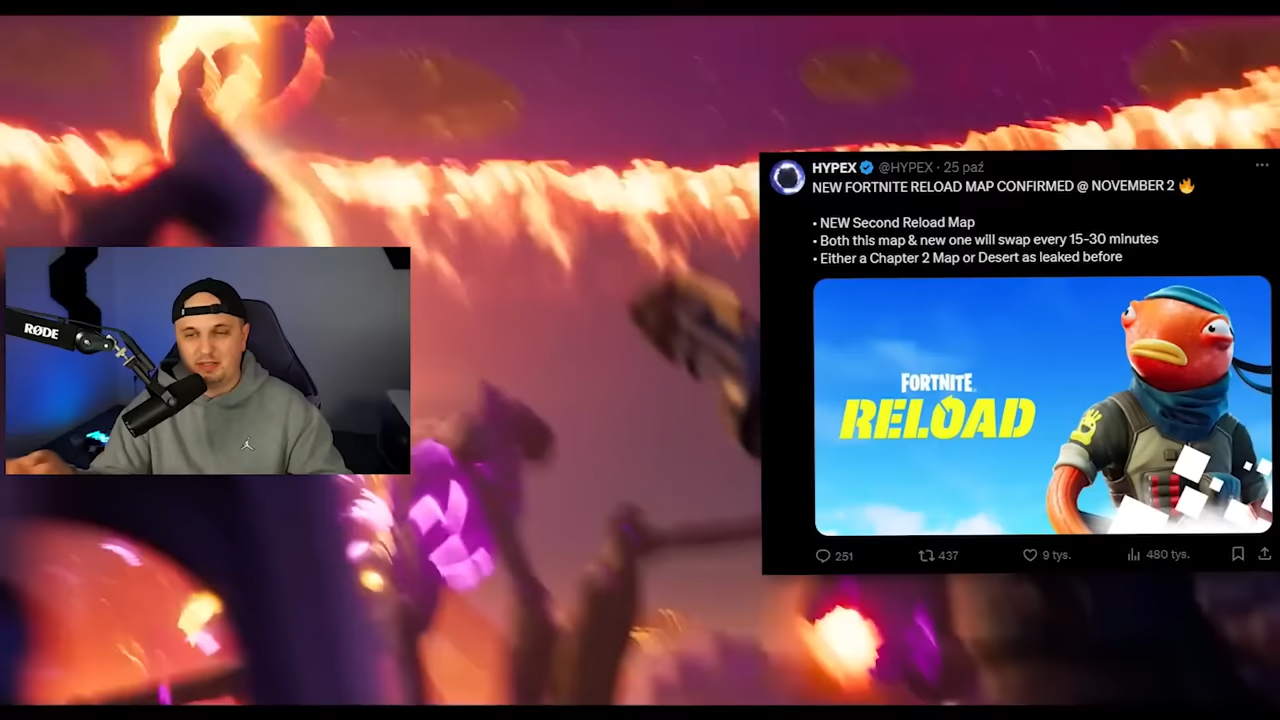 HYPEX @HYPEX · 25 paź
NEW FORTNITE RELOAD MAP CONFIRMED @ NOVEMBER 2 🔥
• NEW Second Reload Map
• Both this map & new one will swap every 15-30 minutes
• Either a Chapter 2 Map or Desert as leaked before
RØDE
FORTNITE
RELOAD
251 437 9 tys. 480 tys.